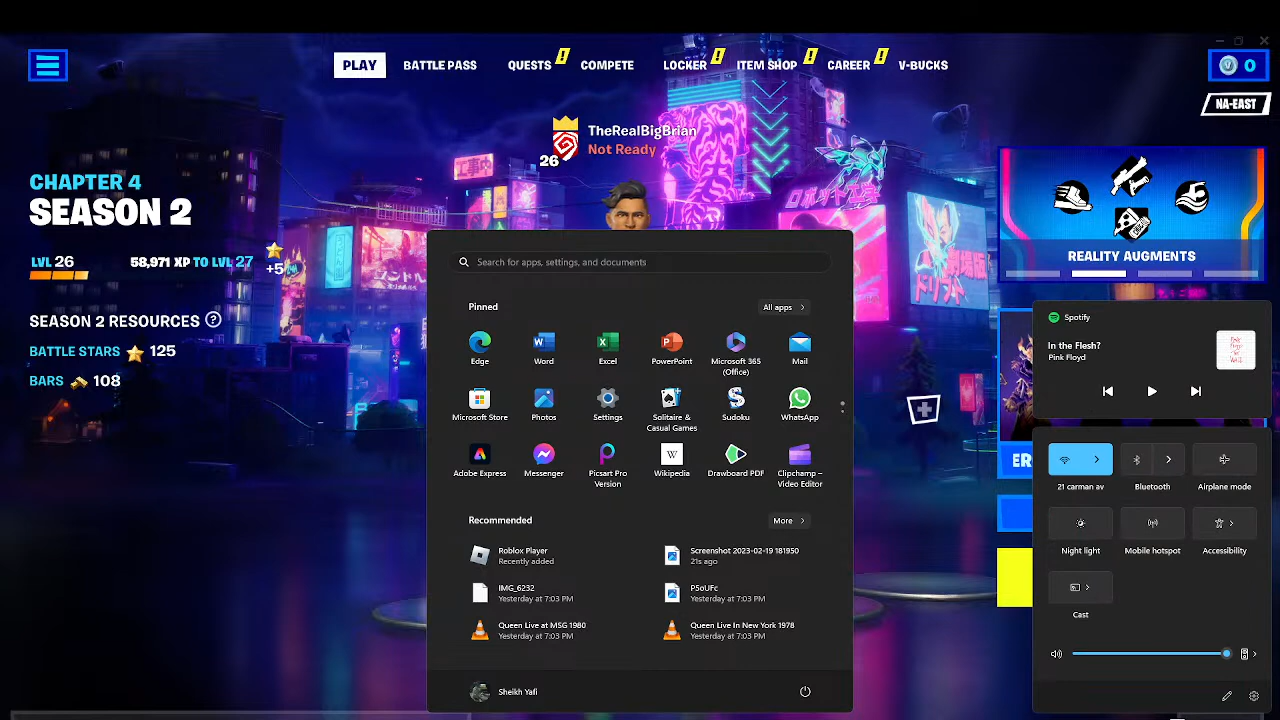 PLAY
BATTLE PASS
QUESTS
COMPETE
LOCKER
ITEM SHOP
CAREER
V-BUCKS
0
NA-EAST
TheRealBigBrian
26
Not Ready
CHAPTER 4
SEASON 2
LVL 26
58,971 XP TO LVL 27
+5
SEASON 2 RESOURCES ?
BATTLE STARS 125
BARS 108
工事内
REALITY AUGMENTS
ER
Search for apps, settings, and documents
Pinned
All apps
Edge
Word
Excel
PowerPoint
Microsoft 365
(Office)
Mail
Microsoft Store
Photos
Settings
Solitaire &
Casual Games
Sudoku
WhatsApp
Adobe Express
Messenger
Picsart Pro
Version
Wikipedia
Drawboard PDF
Clipchamp –
Video Editor
Recommended
More
Roblox Player
Recently added
Screenshot 2023-02-19 181950
21s ago
IMG_6232
Yesterday at 7:03 PM
P5oUFc
Yesterday at 7:03 PM
Queen Live at MSG 1980
Yesterday at 7:03 PM
Queen Live In New York 1978
Yesterday at 7:03 PM
Sheikh Yafi
Spotify
In the Flesh?
Pink Floyd
21 carman av
Bluetooth
Airplane mode
Night light
Mobile hotspot
Accessibility
Cast